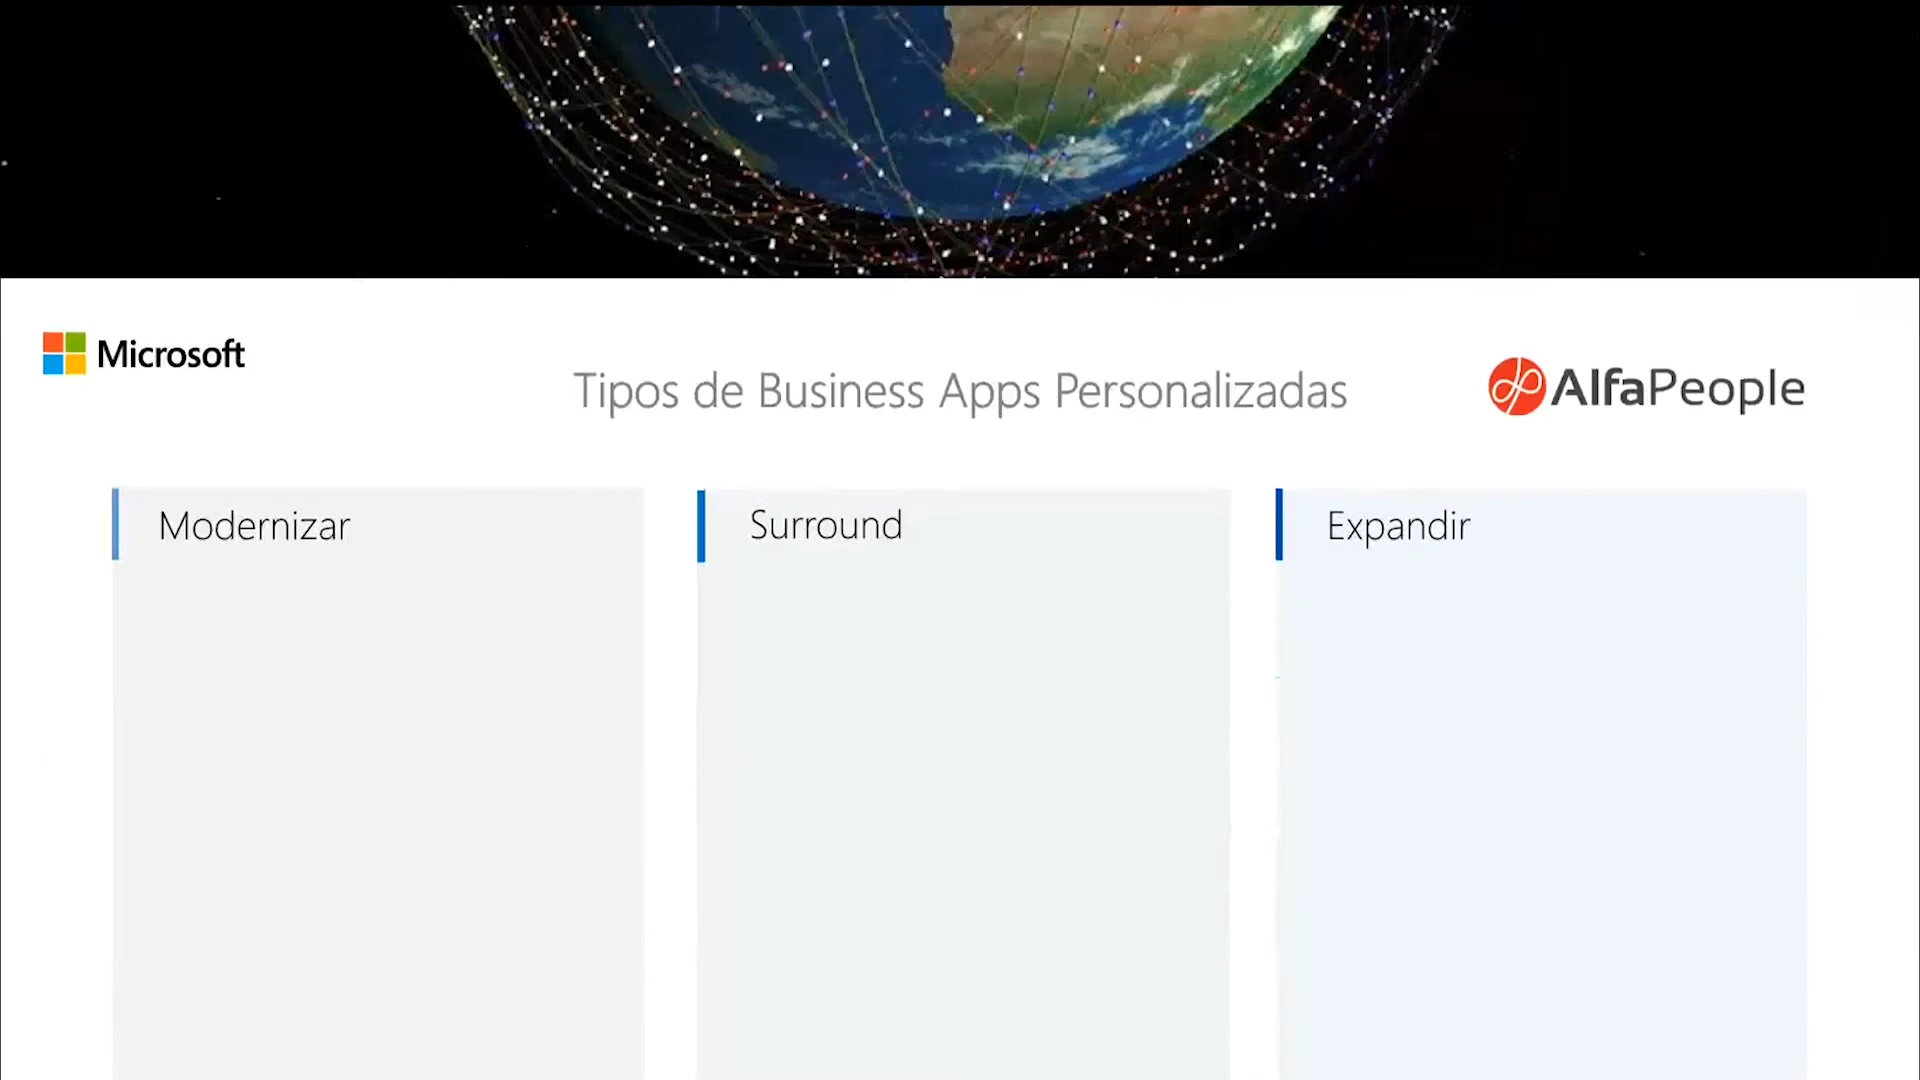 Microsoft
Tipos de Business Apps Personalizadas
AlfaPeople
Modernizar
Surround
Expandir